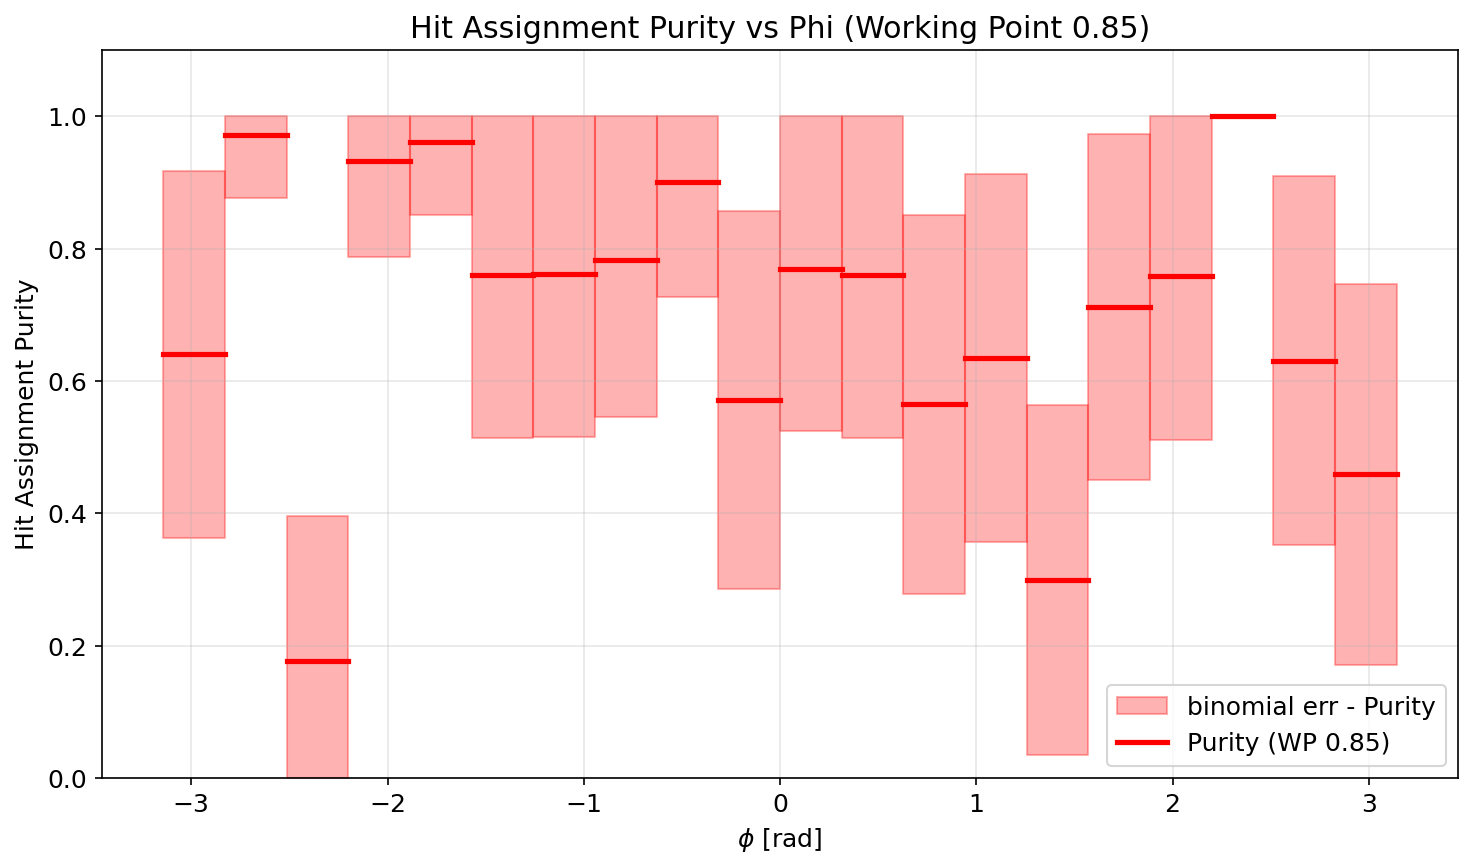 Hit Assignment Purity vs Phi (Working Point 0.85)
Hit Assignment Purity
1.0
0.8
0.6
0.4
0.2
0.0
−3
−2
−1
0
1
2
3
ϕ [rad]
binomial err - Purity
Purity (WP 0.85)